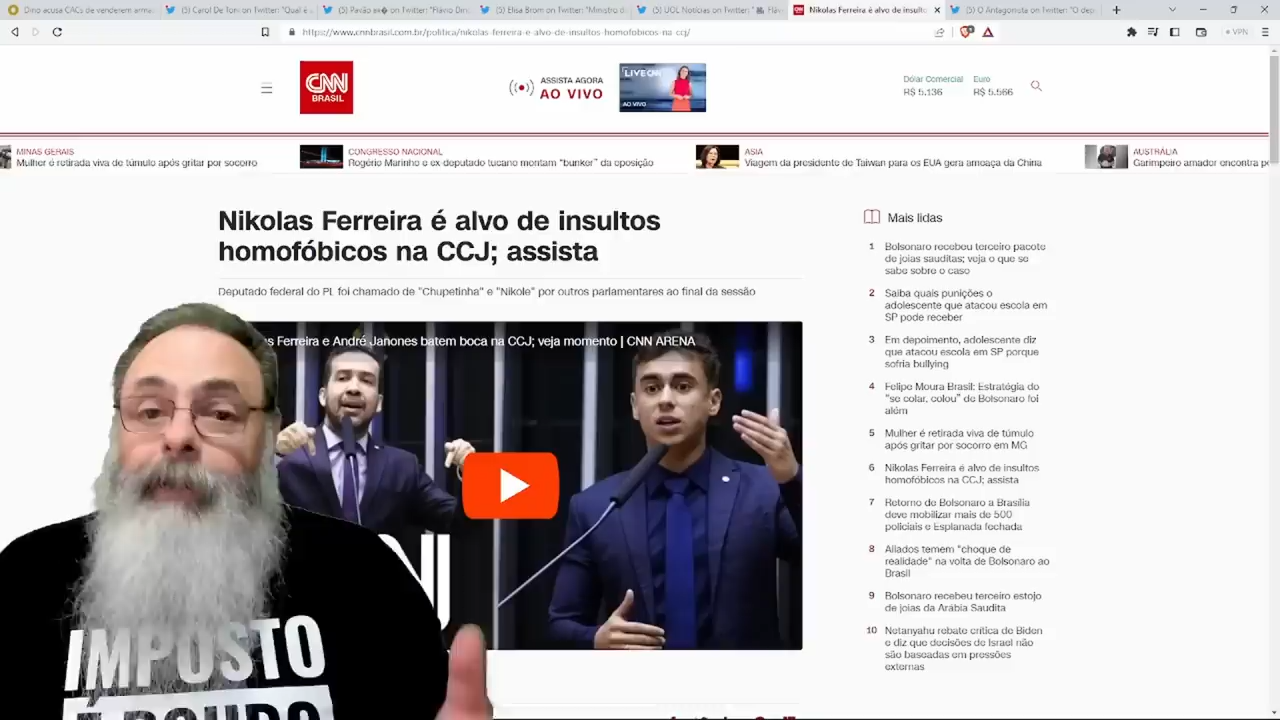 Dino acusa CACs de venderem armas
(5) Carol De Toni on Twitter: "Qual é
(5) Elisa Brom on Twitter: "Ministro d
(5) UOL Notícias on Twitter: "
Nikolas Ferreira é alvo de insulto
(5) O Antagonista on Twitter: "O dep
https://www.cnnbrasil.com.br/politica/nikolas-ferreira-e-alvo-de-insultos-homofobicos-na-ccj/
VPN
CNN
BRASIL
ASSISTA AGORA
AO VIVO
LIVE CNN
AO VIVO
Dólar Comercial
R$ 5,136
Euro
R$ 5,566
MINAS GERAIS
Mulher é retirada viva de túmulo após gritar por socorro
CONGRESSO NACIONAL
Rogério Marinho e ex-deputado tucano montam "bunker" da oposição
ÁSIA
Viagem da presidente de Taiwan para os EUA gera ameaça da China
AUSTRÁLIA
Garimpeiro amador encontra pe
Nikolas Ferreira é alvo de insultos
homofóbicos na CCJ; assista
Deputado federal do PL foi chamado de "Chupetinha" e "Nikole" por outros parlamentares ao final da sessão
as Ferreira e André Janones batem boca na CCJ; veja momento | CNN ARENA
Mais lidas
1 Bolsonaro recebeu terceiro pacote
de joias sauditas; veja o que se
sabe sobre o caso
2 Saiba quais punições o
adolescente que atacou escola em
SP pode receber
3 Em depoimento, adolescente diz
que atacou escola em SP porque
sofria bullying
4 Felipe Moura Brasil: Estratégia do
"se colar, colou" de Bolsonaro foi
além
5 Mulher é retirada viva de túmulo
após gritar por socorro em MG
6 Nikolas Ferreira é alvo de insultos
homofóbicos na CCJ; assista
7 Retorno de Bolsonaro a Brasília
deve mobilizar mais de 500
policiais e Esplanada fechada
8 Aliados temem "choque de
realidade" na volta de Bolsonaro ao
Brasil
9 Bolsonaro recebeu terceiro estojo
de joias da Arábia Saudita
10 Netanyahu rebate crítica de Biden
e diz que decisões de Israel não
são baseadas em pressões
externas
IMPOSTO
É ROUBO